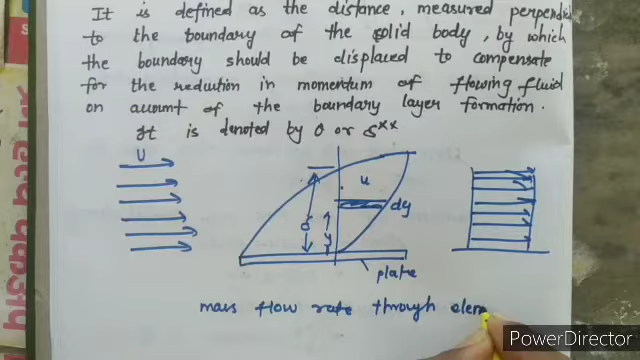 It is defined as the distance, measured perpendi
to the boundary of the solid body, by which
the boundary should be displaced to compensate
for the redution in momentum of flowing fluid
on aount of the boundary layer formation.
It is denoted by θ or δ**
U
u
dy
δ
y
plate
mass flow rate through elem
PowerDirector